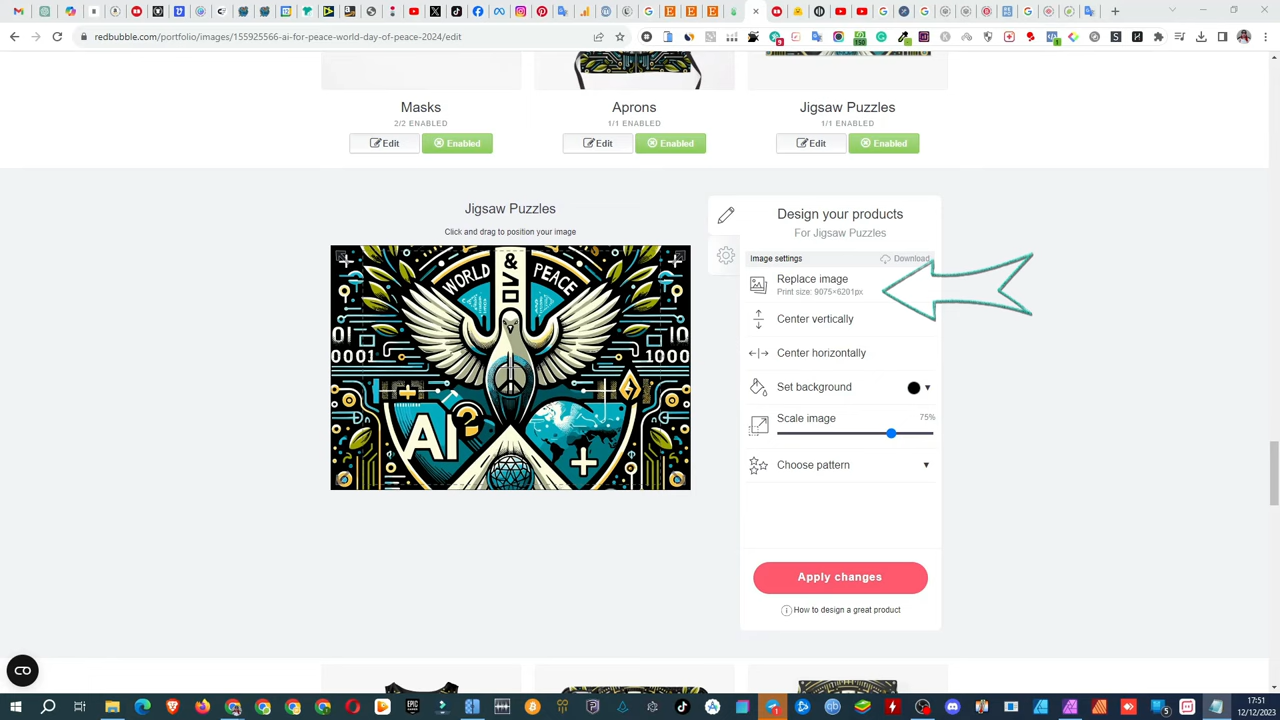 redbubble.com/portfolio/images/155925566-ai-for-peace-world-day-of-peace-2024/edit
Masks
2/2 ENABLED
Edit
Enabled
Aprons
1/1 ENABLED
Edit
Enabled
Jigsaw Puzzles
1/1 ENABLED
Edit
Enabled
Jigsaw Puzzles
Click and drag to position your image
WORLD
PEACE
AI?
0001
1000
Design your products
For Jigsaw Puzzles
Image settings
Download
Replace image
Print size: 9075×6201px
Center vertically
Center horizontally
Set background
Scale image
75%
Choose pattern
Apply changes
How to design a great product
17:51
12/12/2023